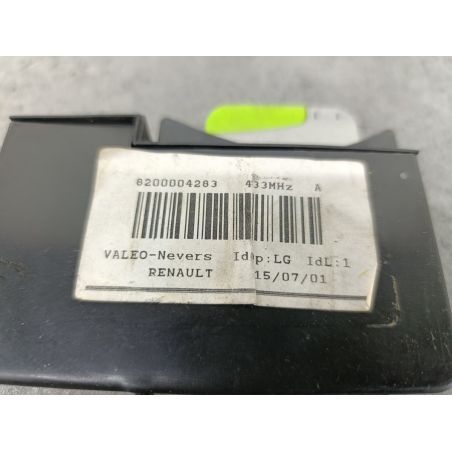 8200004283 433MHz A
VALEO-Nevers Idp:LG IdL:1
RENAULT 15/07/01